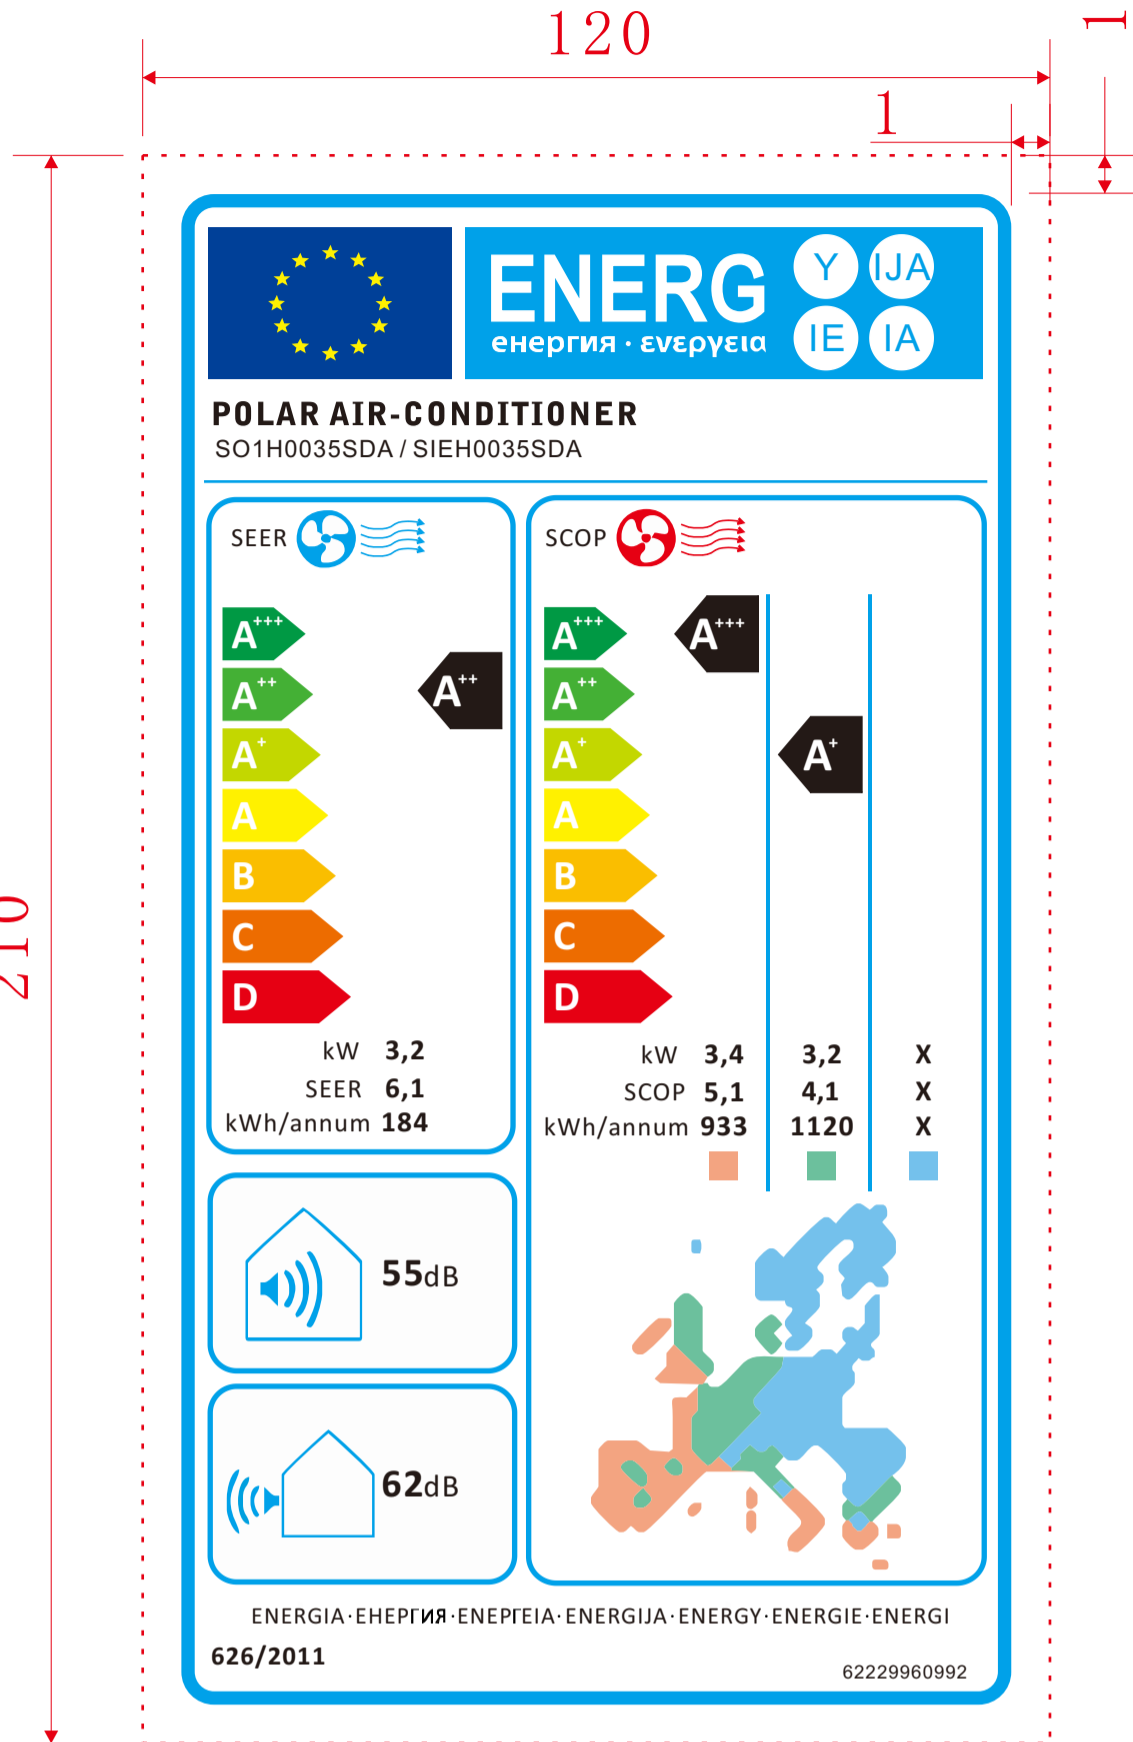 120
1
1
210
ENERG Y IJA
енергия · ενεργεια IE IA
POLAR AIR-CONDITIONER
SO1H0035SDA / SIEH0035SDA
SEER
A+++
A++
A++
A+
A
B
C
D
kW 3,2
SEER 6,1
kWh/annum 184
SCOP
A+++
A+++
A++
A+
A+
A
B
C
D
kW 3,4 3,2 X
SCOP 5,1 4,1 X
kWh/annum 933 1120 X
55dB
62dB
ENERGIA·ЕНЕРГИЯ·ΕΝΕΡΓΕΙΑ·ENERGIJA·ENERGY·ENERGIE·ENERGI
626/2011
62229960992